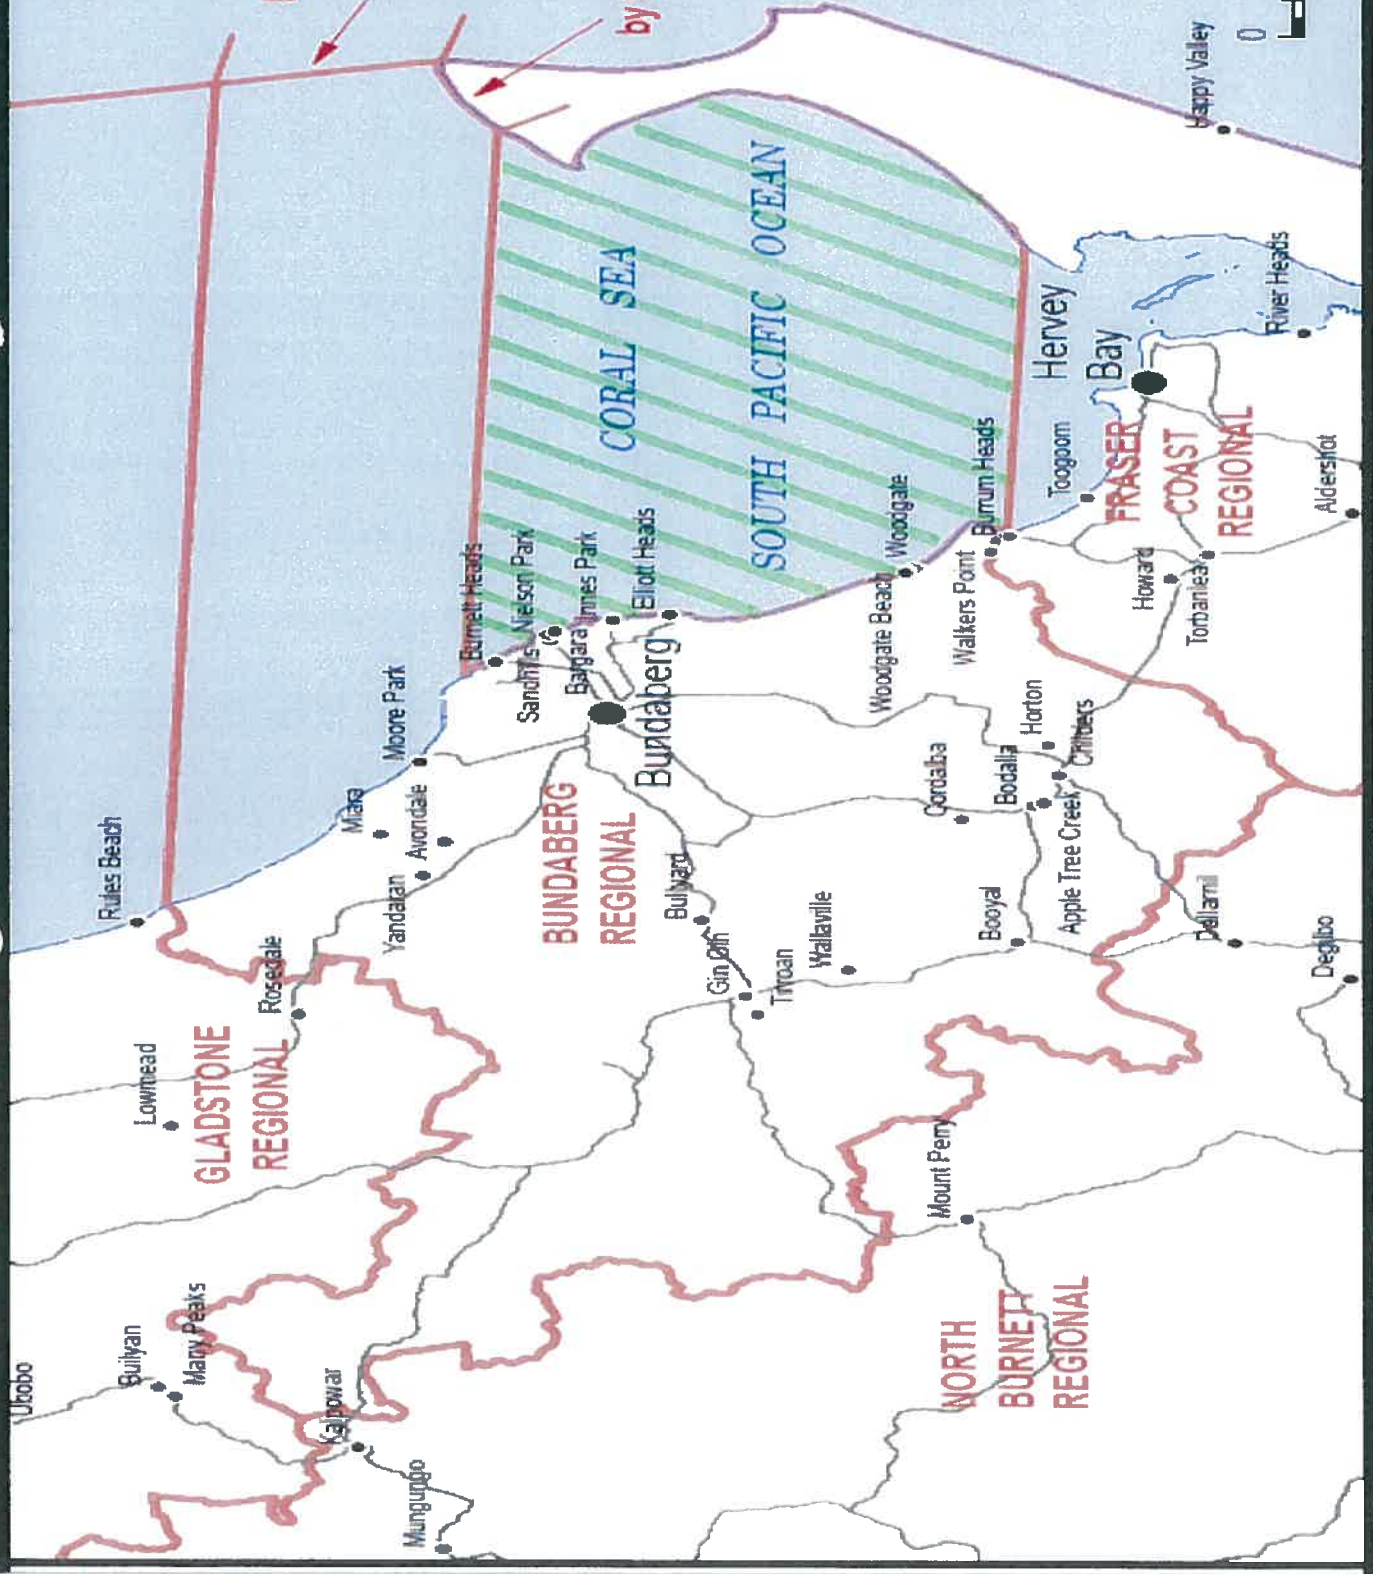 Ubobo
Builyan
Many Peaks
Kalpowar
Mungungo
Lowmead
GLADSTONE
REGIONAL
Rosedale
Rules Beach
Miara
Yandaran
Avondale
Moore Park
BUNDABERG
REGIONAL
Burnett Heads
Sandhills
Nielson Park
Bargara
Innes Park
Elliott Heads
Bundaberg
Bullyard
Gin Gin
Tiroan
Wallaville
CORAL SEA
SOUTH PACIFIC OCEAN
by
Woodgate Beach
Woodgate
Walkers Point
Burrum Heads
Cordalba
Bodalla
Horton
Childers
Apple Tree Creek
Booyal
Dallarnil
Degilbo
Mount Perry
NORTH
BURNETT
REGIONAL
Toogoom
Hervey
Bay
FRASER
COAST
REGIONAL
Howard
Torbanlea
Aldershot
River Heads
Happy Valley
0